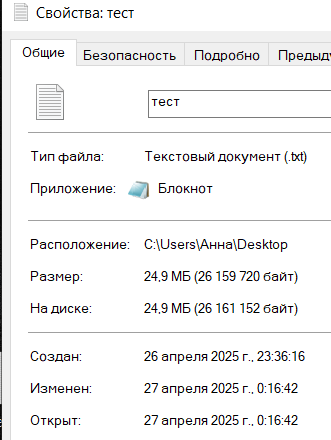 Свойства: тест
Общие Безопасность Подробно Предыду
тест
Тип файла: Текстовый документ (.txt)
Приложение: Блокнот
Расположение: C:\Users\Анна\Desktop
Размер: 24,9 МБ (26 159 720 байт)
На диске: 24,9 МБ (26 161 152 байт)
Создан: 26 апреля 2025 г., 23:36:16
Изменен: 27 апреля 2025 г., 0:16:42
Открыт: 27 апреля 2025 г., 0:16:42